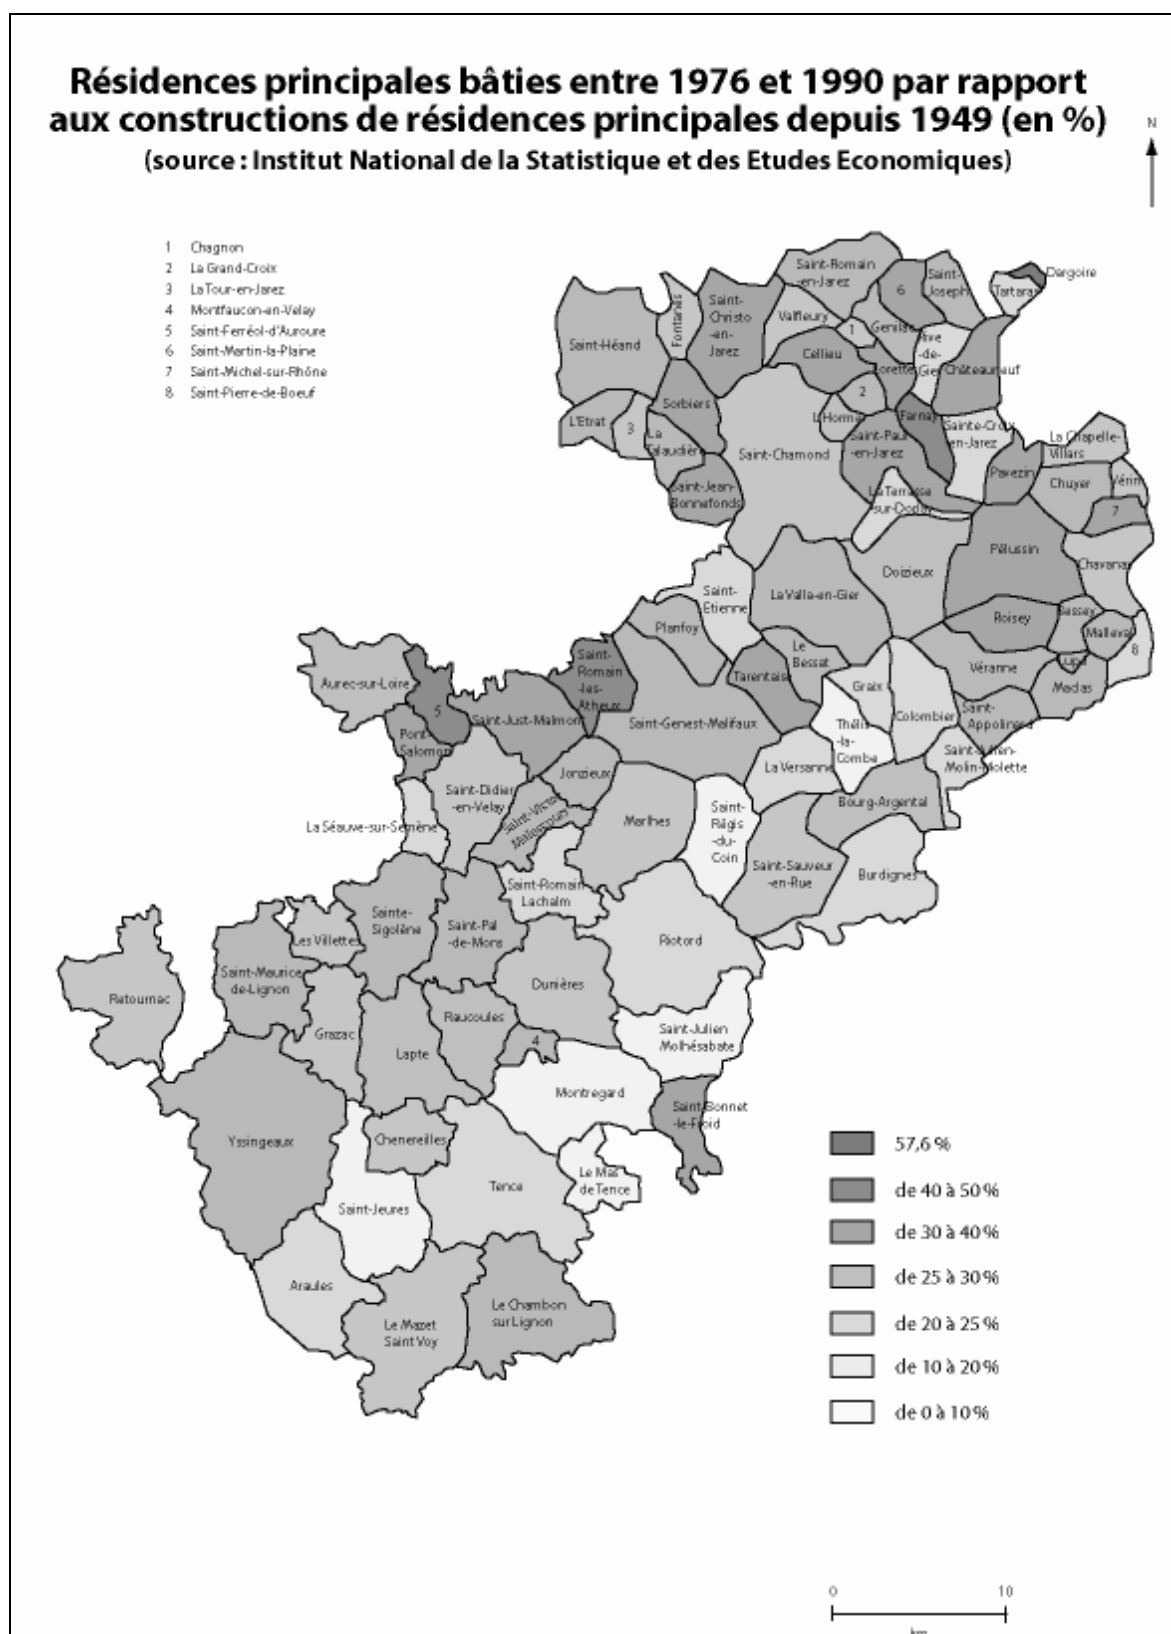 Résidences principales bâties entre 1976 et 1990 par rapport
aux constructions de résidences principales depuis 1949 (en %)
(source : Institut National de la Statistique et des Etudes Economiques)
N
1 Chagnon
2 La Grand-Croix
3 La Tour-en-Jarez
4 Montfaucon-en-Velay
5 Saint-Ferréol-d'Auroure
6 Saint-Martin-la-Plaine
7 Saint-Michel-sur-Rhône
8 Saint-Pierre-de-Boeuf
Saint-Romain
-en-Jarez
Saint-
Joseph
Dargoire
Tartaras
6
Saint-
Christo
-en-
Jarez
Fontanès
Valfleury
1
Genilac
Rive
-de-
Gier
Saint-Héand
Cellieu
Lorette
Châteauneuf
2
Sorbiers
L'Etrat
3
La
Talaudière
L'Horme
Farnay
Saint-Paul
-en-Jarez
Sainte-Croix
-en-Jarez
La Chapelle-
Villars
Saint-Chamond
Pavezin
Chuyer
Vérin
Saint-Jean-
Bonnefonds
La Terrasse
-sur-Dorlay
7
Pélussin
Chavanay
Doizieux
Saint-
Etienne
La Valla-en-Gier
Bessey
Roisey
Malleval
8
Planfoy
Le
Bessat
Lupé
Saint-
Romain
-les-
Atheux
Tarentaise
Véranne
Maclas
Aurec-sur-Loire
Graix
5
Saint-Just-Malmont
Saint-Genest-Malifaux
Thélis
-la-
Combe
Colombier
Saint-
Appolinard
Pont-
Salomon
Saint-Julien-
Molin-Molette
La Versanne
Jonzieux
Saint-Didier
-en-Velay
Saint-Victor
Malescours
Marlhes
Saint-
Régis
-du-
Coin
Bourg-Argental
La Séauve-sur-Semène
Saint-Sauveur
-en-Rue
Burdignes
Saint-Romain
Lachalm
Sainte-
Sigolène
Saint-Pal
-de-Mons
Les Villettes
Riotord
Saint-Maurice
de-Lignon
Dunières
Retournac
Raucoules
Grazac
Lapte
4
Saint-Julien
Molhésabate
Montregard
Saint-Bonnet
-le-Froid
Yssingeaux
Chenereilles
Le Mas
de Tence
Tence
Saint-Jeures
Araules
Le Chambon
sur Lignon
Le Mazet
Saint Voy
57,6 %
de 40 à 50 %
de 30 à 40 %
de 25 à 30 %
de 20 à 25 %
de 10 à 20 %
de 0 à 10 %
0 10
km